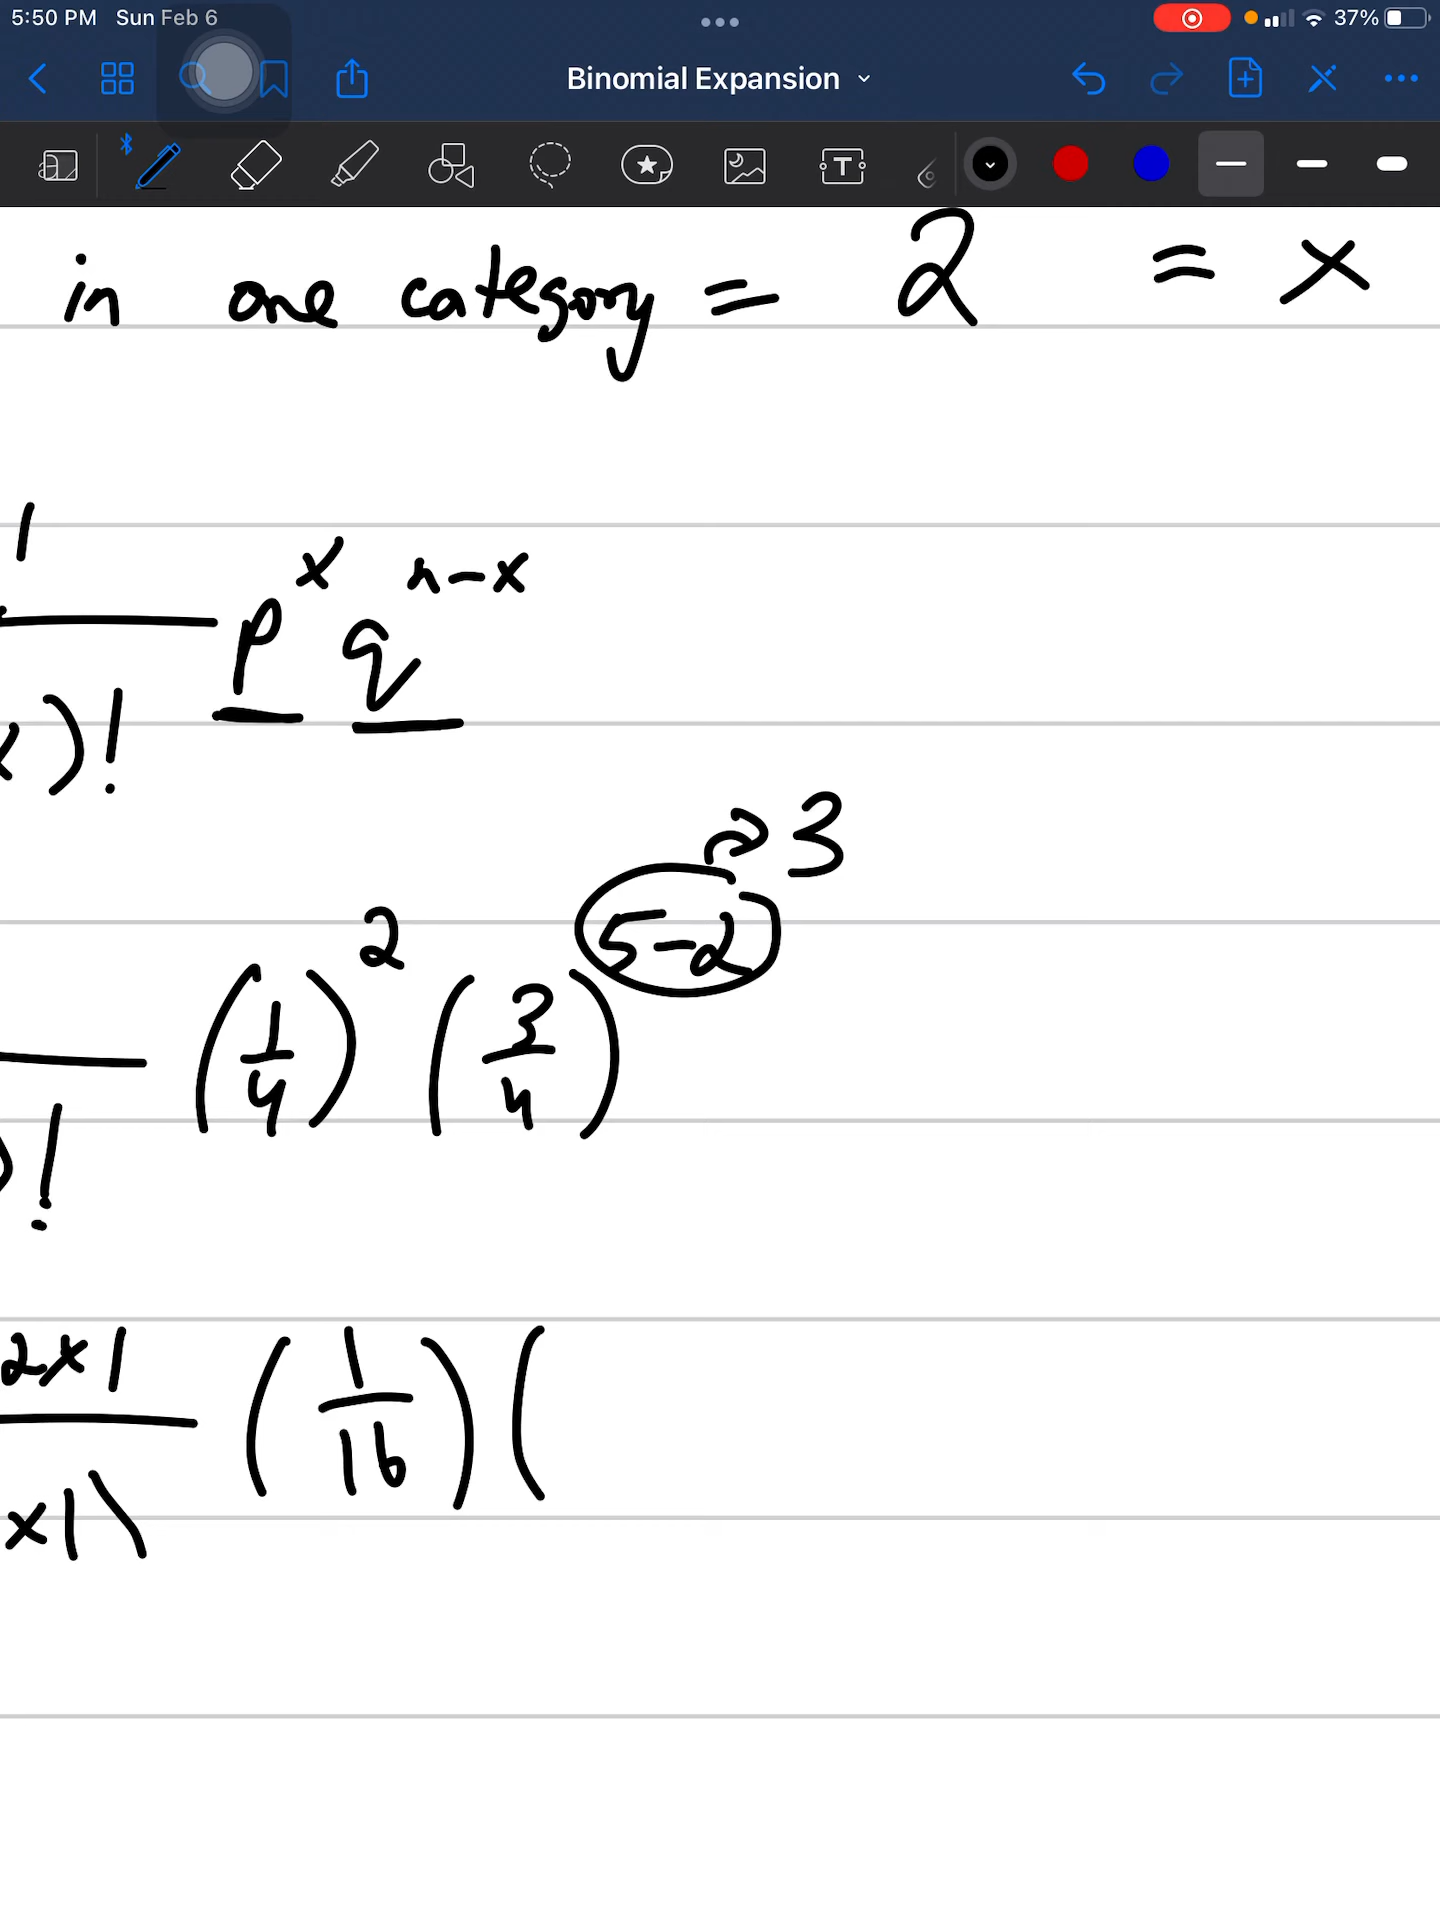 5:50 PM Sun Feb 6
37%
Binomial Expansion
in one category = 2 = x
p^x q^n-x
x)!
3
(1/4)^2 (3/4)^5-2
)!
2x1 (1/16) (
x1)